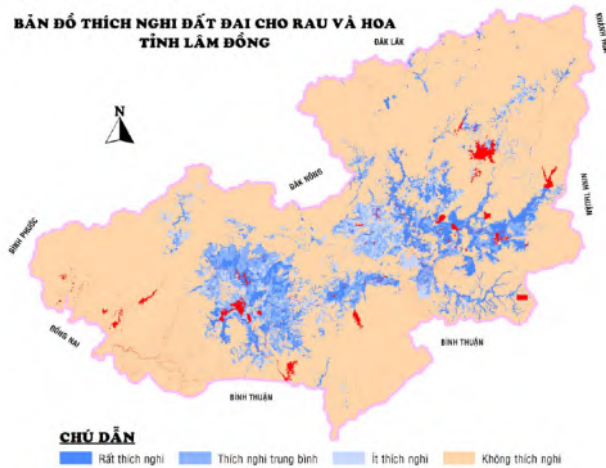 BẢN ĐỒ THÍCH NGHI ĐẤT ĐAI CHO RAU VÀ HOA
TỈNH LÂM ĐỒNG
ĐẮK LẮK
KHÁNH HÒA
N
ĐẮK NÔNG
NINH THUẬN
BÌNH PHƯỚC
ĐỒNG NAI
BÌNH THUẬN
BÌNH THUẬN
CHÚ DẪN
Rất thích nghi
Thích nghi trung bình
Ít thích nghi
Không thích nghi